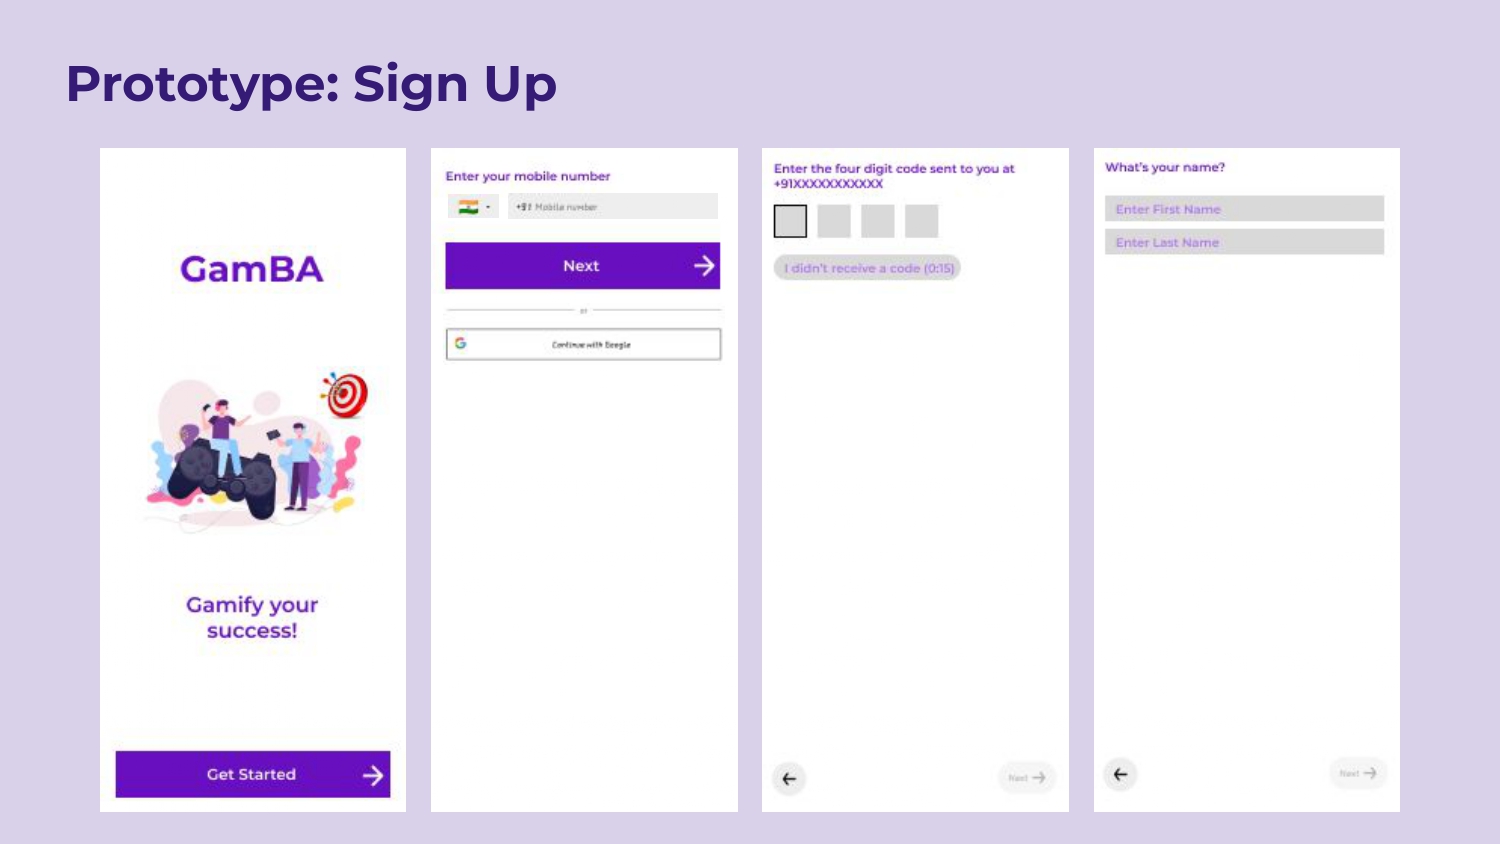 Prototype: Sign Up
GamBA
Gamify your
success!
Get Started
Enter your mobile number
+91 Mobile number
Next
or
Continue with Google
Enter the four digit code sent to you at
+91XXXXXXXXXXX
I didn't receive a code (0:15)
Next
What's your name?
Enter First Name
Enter Last Name
Next